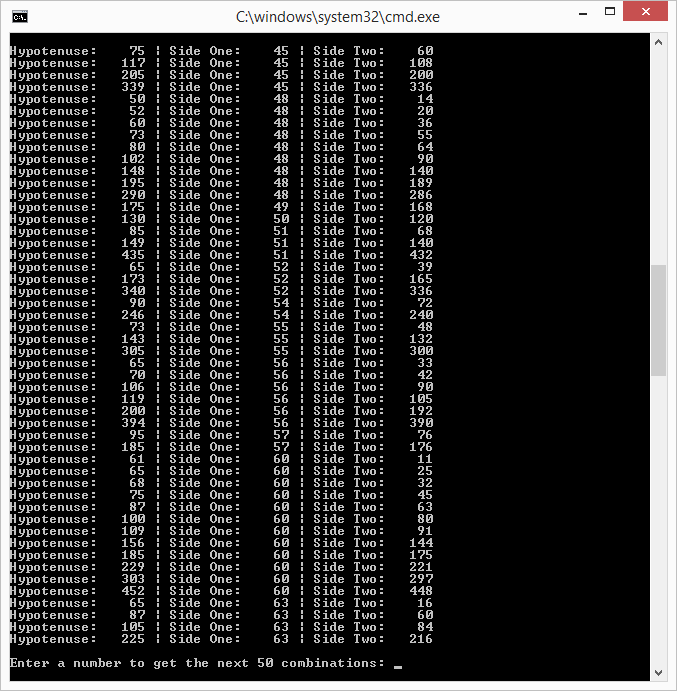 C:\windows\system32\cmd.exe
Hypotenuse: 75 ¦ Side One: 45 ¦ Side Two: 60
Hypotenuse: 117 ¦ Side One: 45 ¦ Side Two: 108
Hypotenuse: 205 ¦ Side One: 45 ¦ Side Two: 200
Hypotenuse: 339 ¦ Side One: 45 ¦ Side Two: 336
Hypotenuse: 50 ¦ Side One: 48 ¦ Side Two: 14
Hypotenuse: 52 ¦ Side One: 48 ¦ Side Two: 20
Hypotenuse: 60 ¦ Side One: 48 ¦ Side Two: 36
Hypotenuse: 73 ¦ Side One: 48 ¦ Side Two: 55
Hypotenuse: 80 ¦ Side One: 48 ¦ Side Two: 64
Hypotenuse: 102 ¦ Side One: 48 ¦ Side Two: 90
Hypotenuse: 148 ¦ Side One: 48 ¦ Side Two: 140
Hypotenuse: 195 ¦ Side One: 48 ¦ Side Two: 189
Hypotenuse: 290 ¦ Side One: 48 ¦ Side Two: 286
Hypotenuse: 175 ¦ Side One: 49 ¦ Side Two: 168
Hypotenuse: 130 ¦ Side One: 50 ¦ Side Two: 120
Hypotenuse: 85 ¦ Side One: 51 ¦ Side Two: 68
Hypotenuse: 149 ¦ Side One: 51 ¦ Side Two: 140
Hypotenuse: 435 ¦ Side One: 51 ¦ Side Two: 432
Hypotenuse: 65 ¦ Side One: 52 ¦ Side Two: 39
Hypotenuse: 173 ¦ Side One: 52 ¦ Side Two: 165
Hypotenuse: 340 ¦ Side One: 52 ¦ Side Two: 336
Hypotenuse: 90 ¦ Side One: 54 ¦ Side Two: 72
Hypotenuse: 246 ¦ Side One: 54 ¦ Side Two: 240
Hypotenuse: 73 ¦ Side One: 55 ¦ Side Two: 48
Hypotenuse: 143 ¦ Side One: 55 ¦ Side Two: 132
Hypotenuse: 305 ¦ Side One: 55 ¦ Side Two: 300
Hypotenuse: 65 ¦ Side One: 56 ¦ Side Two: 33
Hypotenuse: 70 ¦ Side One: 56 ¦ Side Two: 42
Hypotenuse: 106 ¦ Side One: 56 ¦ Side Two: 90
Hypotenuse: 119 ¦ Side One: 56 ¦ Side Two: 105
Hypotenuse: 200 ¦ Side One: 56 ¦ Side Two: 192
Hypotenuse: 394 ¦ Side One: 56 ¦ Side Two: 390
Hypotenuse: 95 ¦ Side One: 57 ¦ Side Two: 76
Hypotenuse: 185 ¦ Side One: 57 ¦ Side Two: 176
Hypotenuse: 61 ¦ Side One: 60 ¦ Side Two: 11
Hypotenuse: 65 ¦ Side One: 60 ¦ Side Two: 25
Hypotenuse: 68 ¦ Side One: 60 ¦ Side Two: 32
Hypotenuse: 75 ¦ Side One: 60 ¦ Side Two: 45
Hypotenuse: 87 ¦ Side One: 60 ¦ Side Two: 63
Hypotenuse: 100 ¦ Side One: 60 ¦ Side Two: 80
Hypotenuse: 109 ¦ Side One: 60 ¦ Side Two: 91
Hypotenuse: 156 ¦ Side One: 60 ¦ Side Two: 144
Hypotenuse: 185 ¦ Side One: 60 ¦ Side Two: 175
Hypotenuse: 229 ¦ Side One: 60 ¦ Side Two: 221
Hypotenuse: 303 ¦ Side One: 60 ¦ Side Two: 297
Hypotenuse: 452 ¦ Side One: 60 ¦ Side Two: 448
Hypotenuse: 65 ¦ Side One: 63 ¦ Side Two: 16
Hypotenuse: 87 ¦ Side One: 63 ¦ Side Two: 60
Hypotenuse: 105 ¦ Side One: 63 ¦ Side Two: 84
Hypotenuse: 225 ¦ Side One: 63 ¦ Side Two: 216
Enter a number to get the next 50 combinations: _